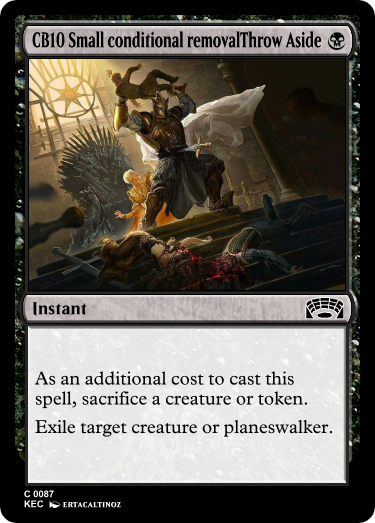 CB10 Small conditional removalThrow Aside
Instant
As an additional cost to cast this
spell, sacrifice a creature or token.
Exile target creature or planeswalker.
C 0087
KEC ERTACALTINOZ